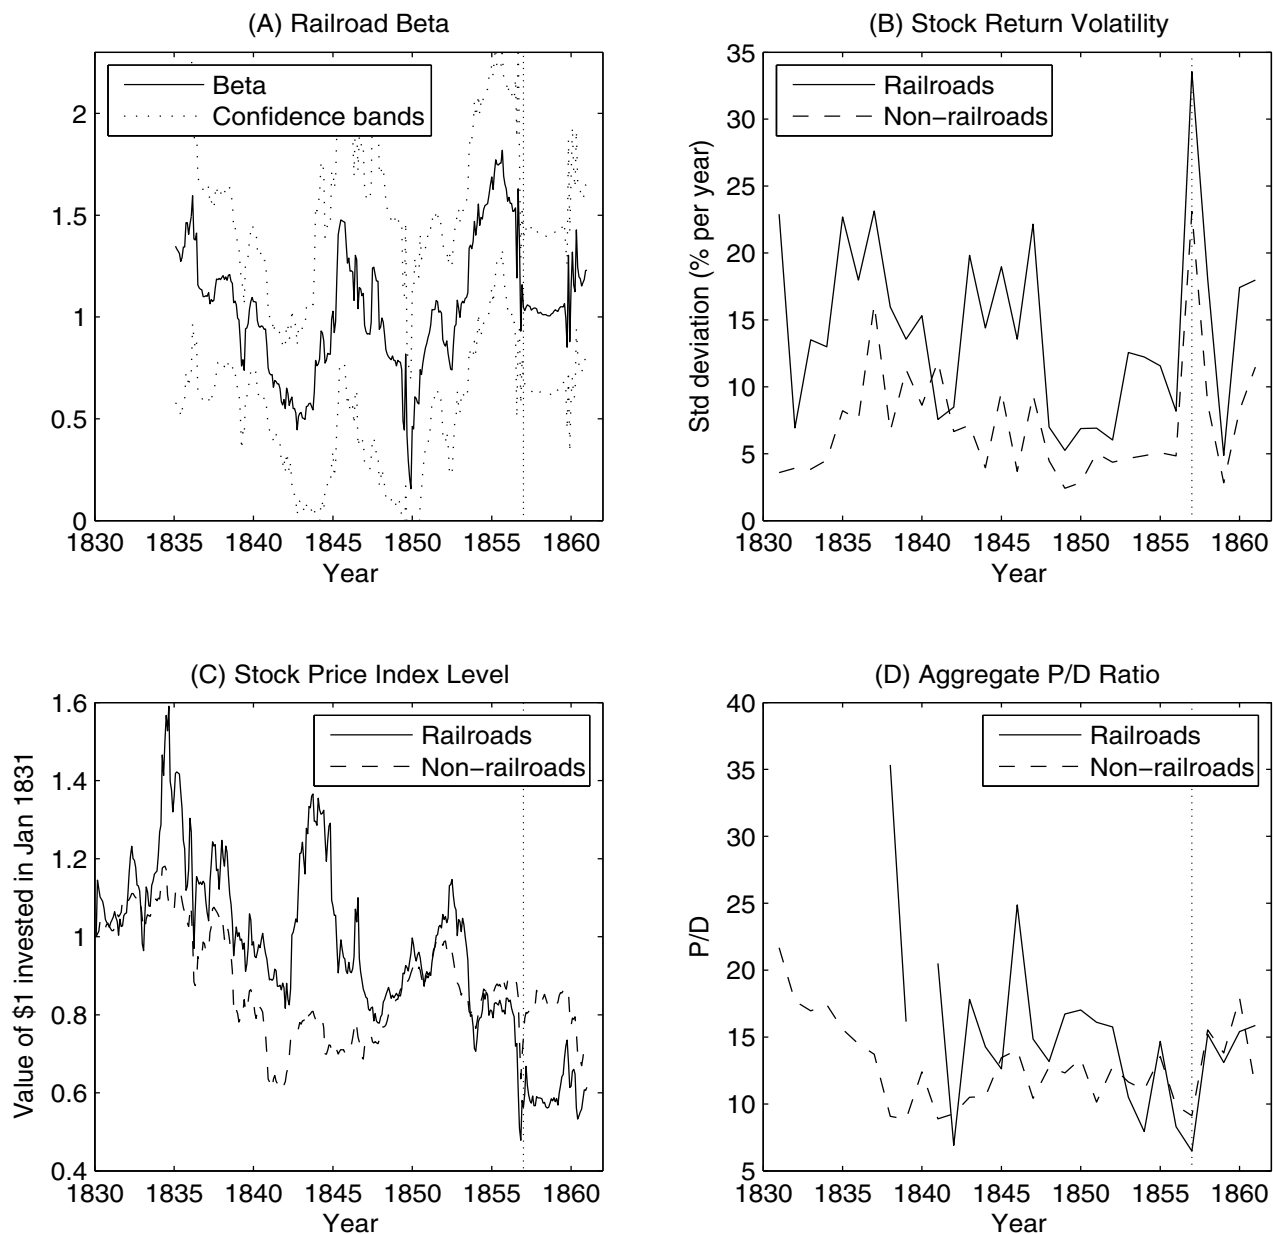 (A) Railroad Beta
Beta
Confidence bands
2
1.5
1
0.5
0
1830 1835 1840 1845 1850 1855 1860
Year
(B) Stock Return Volatility
Railroads
Non-railroads
Std deviation (% per year)
35
30
25
20
15
10
5
0
1830 1835 1840 1845 1850 1855 1860
Year
(C) Stock Price Index Level
Railroads
Non-railroads
Value of $1 invested in Jan 1831
1.6
1.4
1.2
1
0.8
0.6
0.4
1830 1835 1840 1845 1850 1855 1860
Year
(D) Aggregate P/D Ratio
Railroads
Non-railroads
P/D
40
35
30
25
20
15
10
5
1830 1835 1840 1845 1850 1855 1860
Year